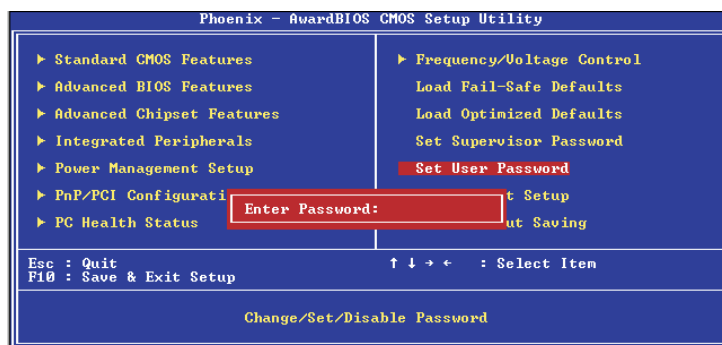 Phoenix - AwardBIOS CMOS Setup Utility
▶ Standard CMOS Features
▶ Advanced BIOS Features
▶ Advanced Chipset Features
▶ Integrated Peripherals
▶ Power Management Setup
▶ PnP/PCI Configurati
▶ PC Health Status
▶ Frequency/Voltage Control
Load Fail-Safe Defaults
Load Optimized Defaults
Set Supervisor Password
Set User Password
t Setup
ut Saving
Enter Password:
Esc : Quit
F10 : Save & Exit Setup
↑ ↓ → ← : Select Item
Change/Set/Disable Password